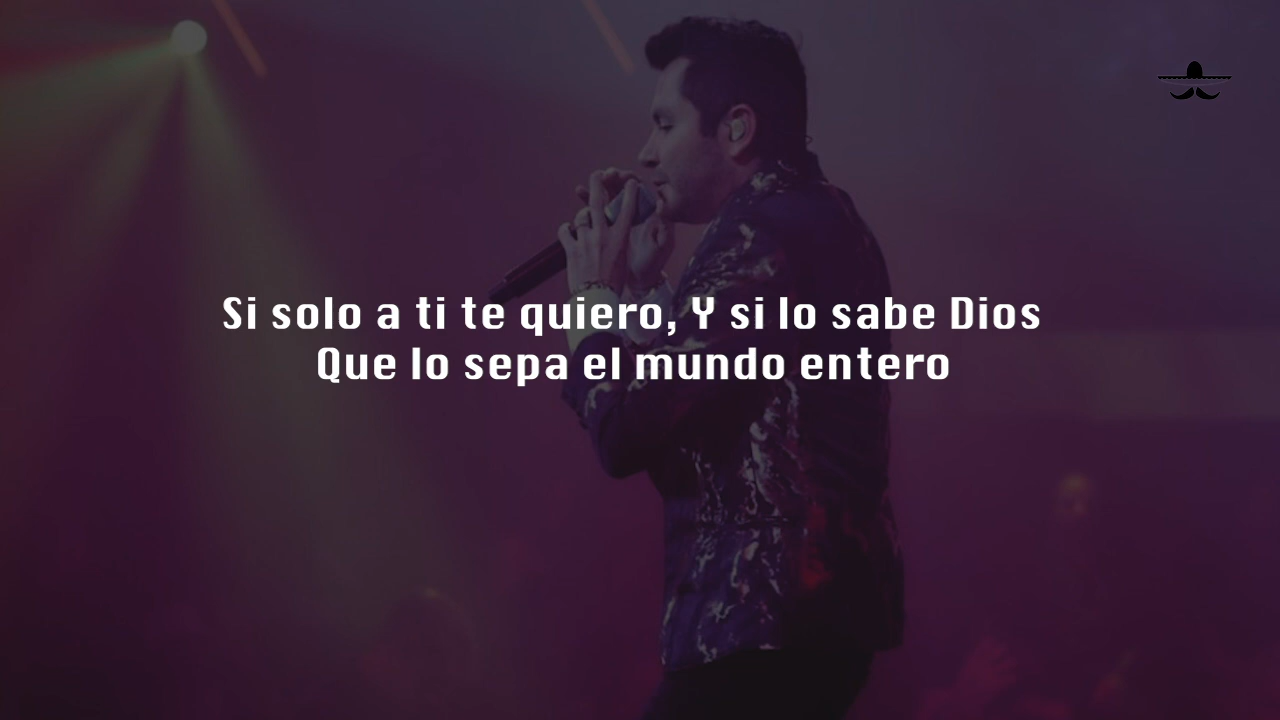 Si solo a ti te quiero, Y si lo sabe Dios
Que lo sepa el mundo entero